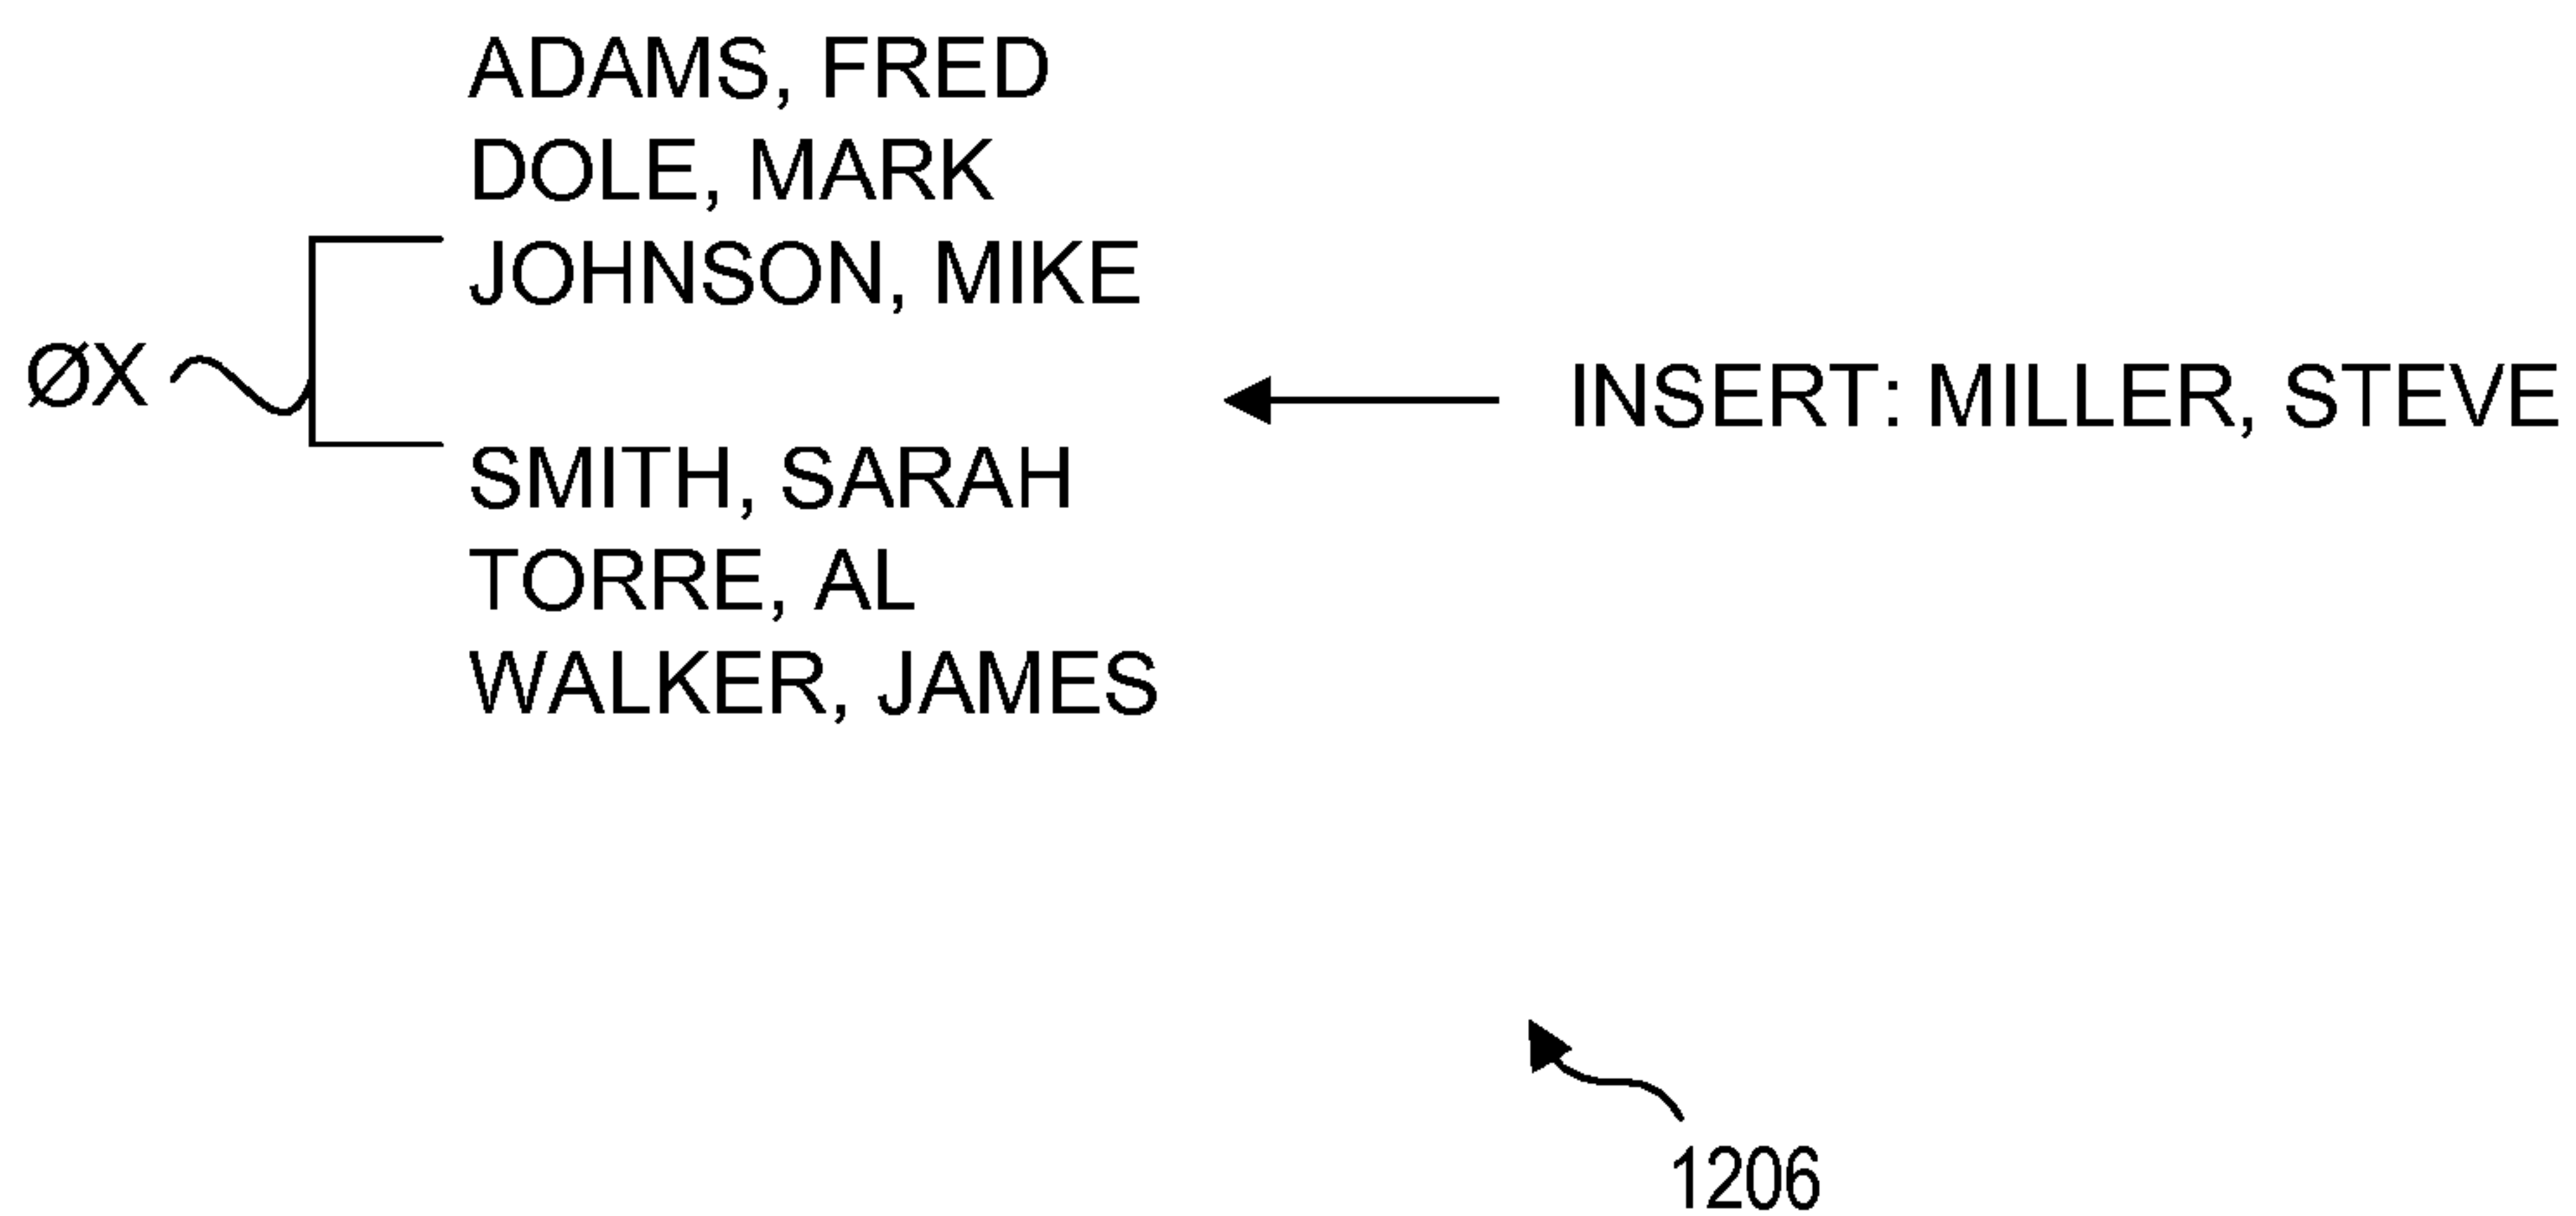 ADAMS, FRED
DOLE, MARK
JOHNSON, MIKE
ØX
INSERT: MILLER, STEVE
SMITH, SARAH
TORRE, AL
WALKER, JAMES
1206